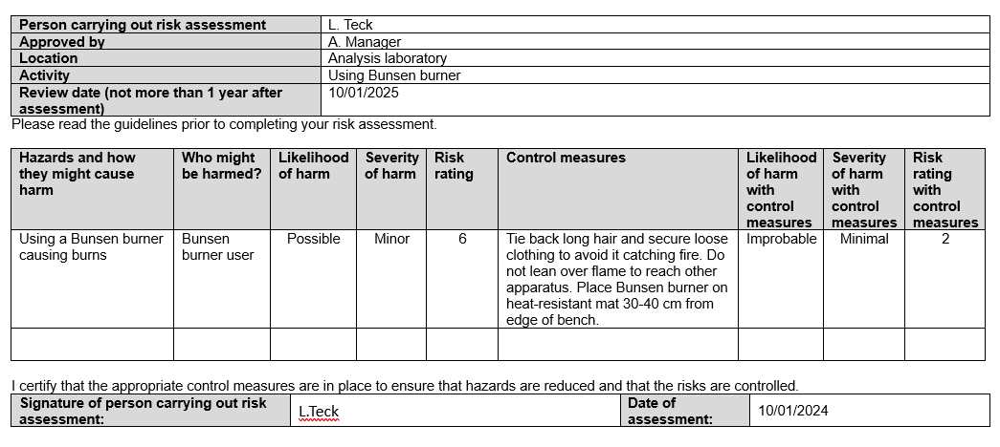 Person carrying out risk assessment L. Teck
Approved by A. Manager
Location Analysis laboratory
Activity Using Bunsen burner
Review date (not more than 1 year after 10/01/2025
assessment)
Please read the guidelines prior to completing your risk assessment.
Hazards and how
they might cause
harm
Who might
be harmed?
Likelihood
of harm
Severity
of harm
Risk
rating
Control measures
Likelihood
of harm
with
control
measures
Severity
of harm
with
control
measures
Risk
rating
with
control
measures
Using a Bunsen burner
causing burns
Bunsen
burner user
Possible
Minor
6
Tie back long hair and secure loose
clothing to avoid it catching fire. Do
not lean over flame to reach other
apparatus. Place Bunsen burner on
heat-resistant mat 30-40 cm from
edge of bench.
Improbable
Minimal
2
I certify that the appropriate control measures are in place to ensure that hazards are reduced and that the risks are controlled.
Signature of person carrying out risk
assessment:
L.Teck
Date of
assessment:
10/01/2024